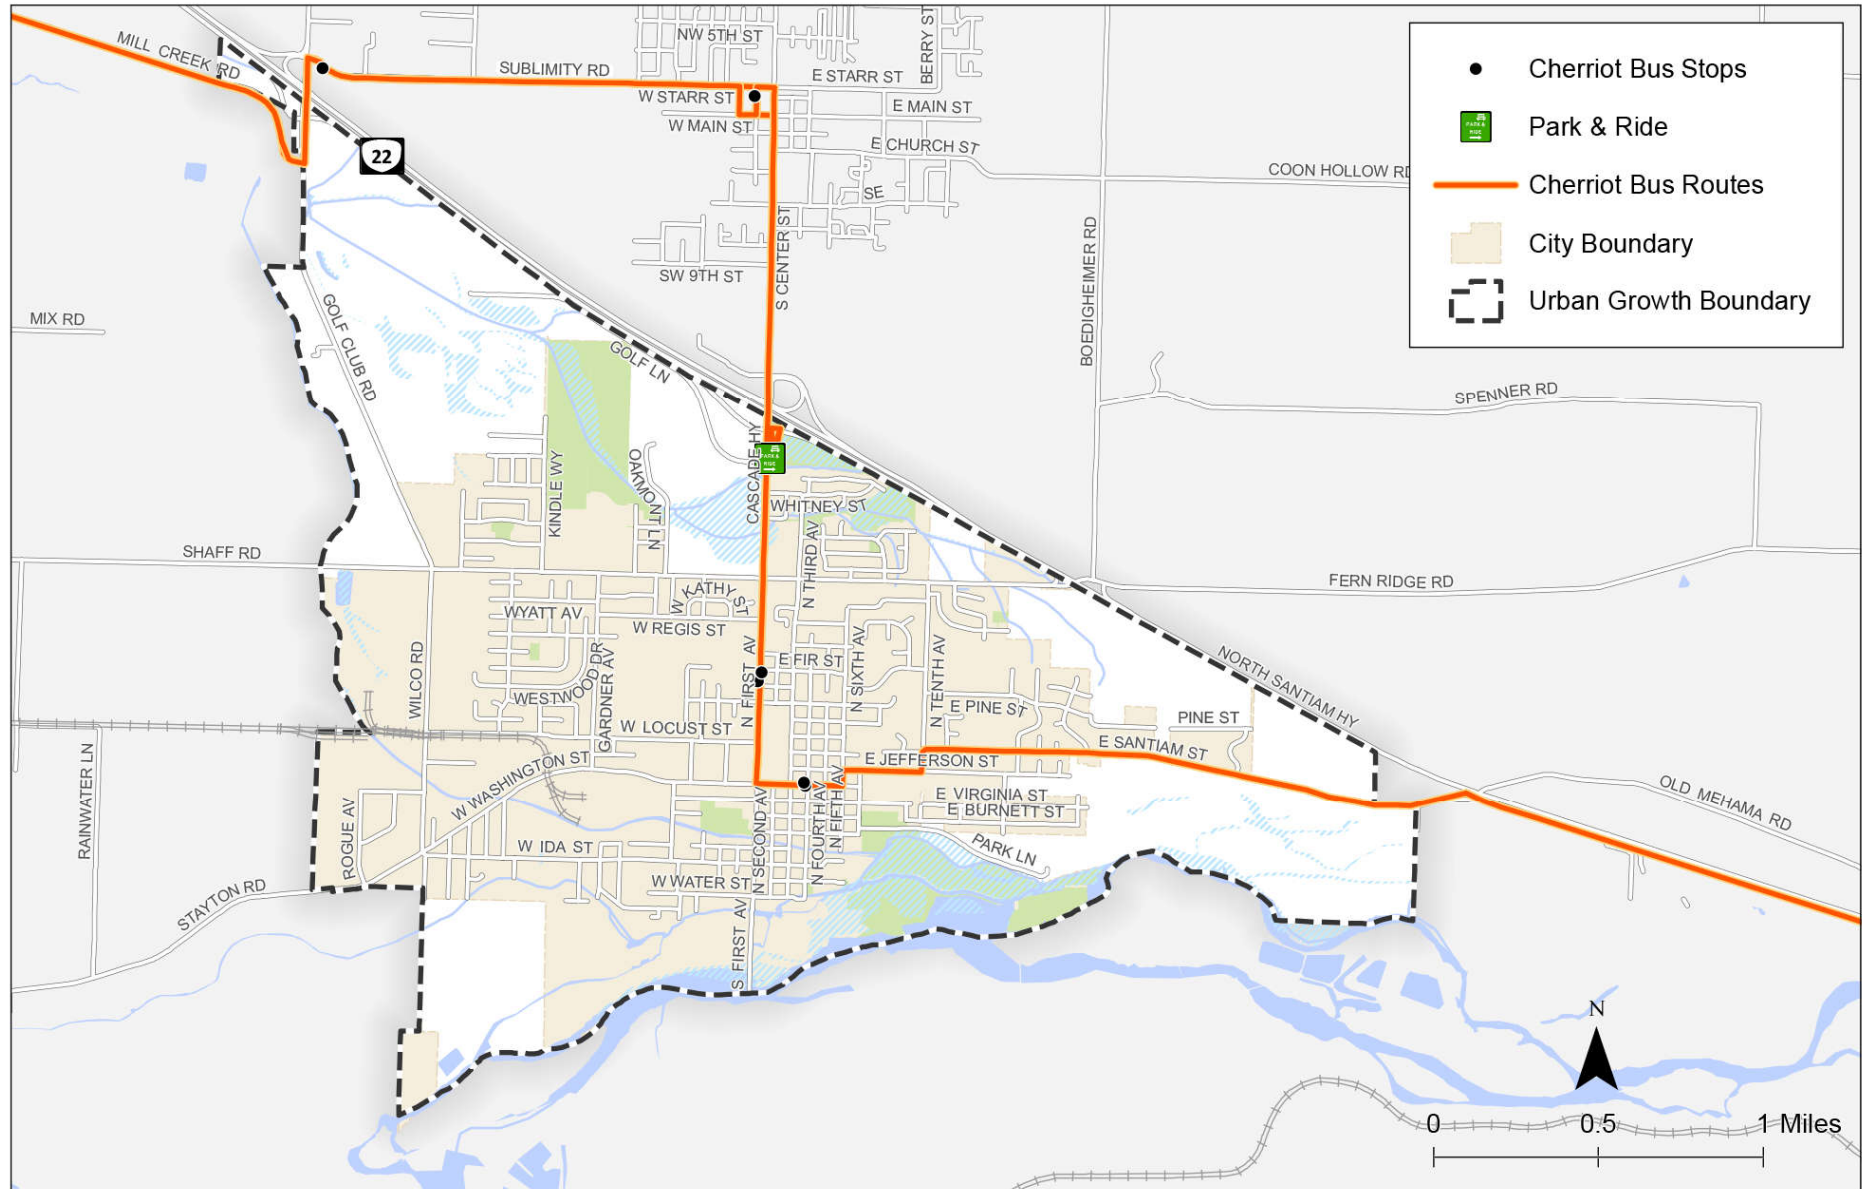 MILL CREEK RD
SUBLIMITY RD
NW 5TH ST
BERRY ST
E STARR ST
W STARR ST
E MAIN ST
W MAIN ST
E CHURCH ST
COON HOLLOW RD
22
SE
S CENTER ST
SW 9TH ST
BOEDIGHEIMER RD
MIX RD
GOLF CLUB RD
GOLF LN
SPENNER RD
CASCADE HY
PARK &
RIDE
KINDLE WY
OAKMONT LN
WHITNEY ST
N THIRD AV
SHAFF RD
FERN RIDGE RD
W KATHY ST
WYATT AV
W REGIS ST
WILCO RD
WESTWOOD DR
GARDNER AV
N FIRST AV
E FIR ST
N SIXTH AV
N TENTH AV
NORTH SANTIAM HY
E PINE ST
PINE ST
W LOCUST ST
E SANTIAM ST
E JEFFERSON ST
RAINWATER LN
W WASHINGTON ST
ROGUE AV
N SECOND AV
N FOURTH AV
N FIFTH AV
E VIRGINIA ST
E BURNETT ST
OLD MEHAMA RD
PARK LN
W IDA ST
W WATER ST
STAYTON RD
S FIRST AV
Cherriot Bus Stops
PARK &
RIDE
Park & Ride
Cherriot Bus Routes
City Boundary
Urban Growth Boundary
N
0 0.5 1 Miles